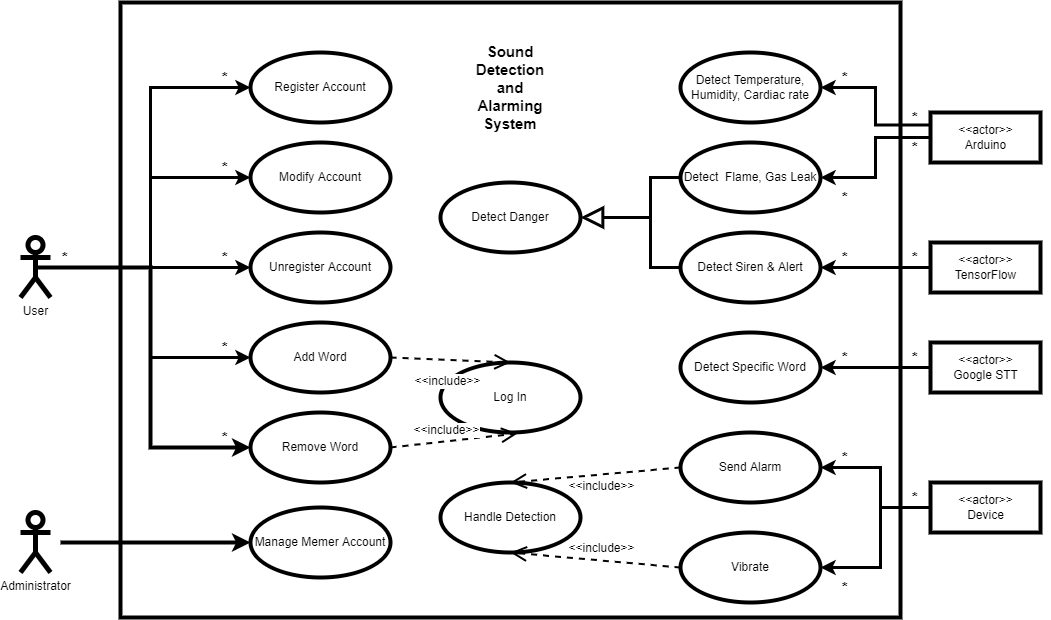 Sound
Detection
and
Alarming
System
*
Register Account
*
Modify Account
*
*
Unregister Account
User
*
Add Word
*
Remove Word
<<include>>
Log In
<<include>>
Manage Memer Account
Administrator
Detect Danger
Detect Temperature,
Humidity, Cardiac rate
*
*
<<actor>>
Arduino
*
Detect Flame, Gas Leak
*
Detect Siren & Alert
*
*
<<actor>>
TensorFlow
Detect Specific Word
*
*
<<actor>>
Google STT
Send Alarm
*
<<include>>
Handle Detection
<<include>>
*
<<actor>>
Device
Vibrate
*